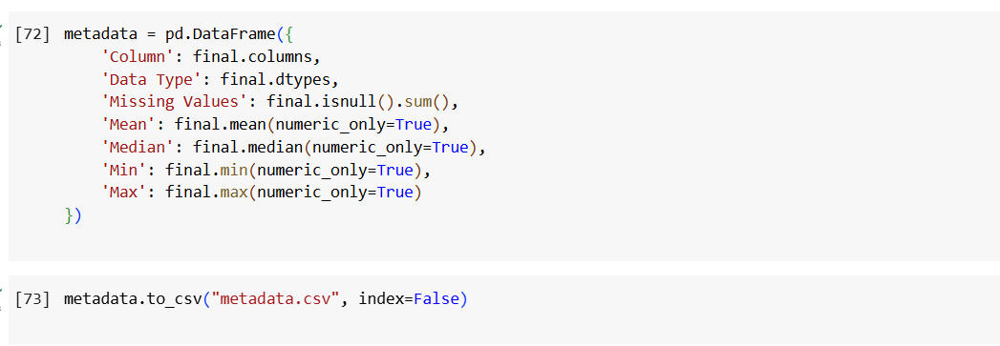 [72] metadata = pd.DataFrame({
'Column': final.columns,
'Data Type': final.dtypes,
'Missing Values': final.isnull().sum(),
'Mean': final.mean(numeric_only=True),
'Median': final.median(numeric_only=True),
'Min': final.min(numeric_only=True),
'Max': final.max(numeric_only=True)
})
[73] metadata.to_csv("metadata.csv", index=False)